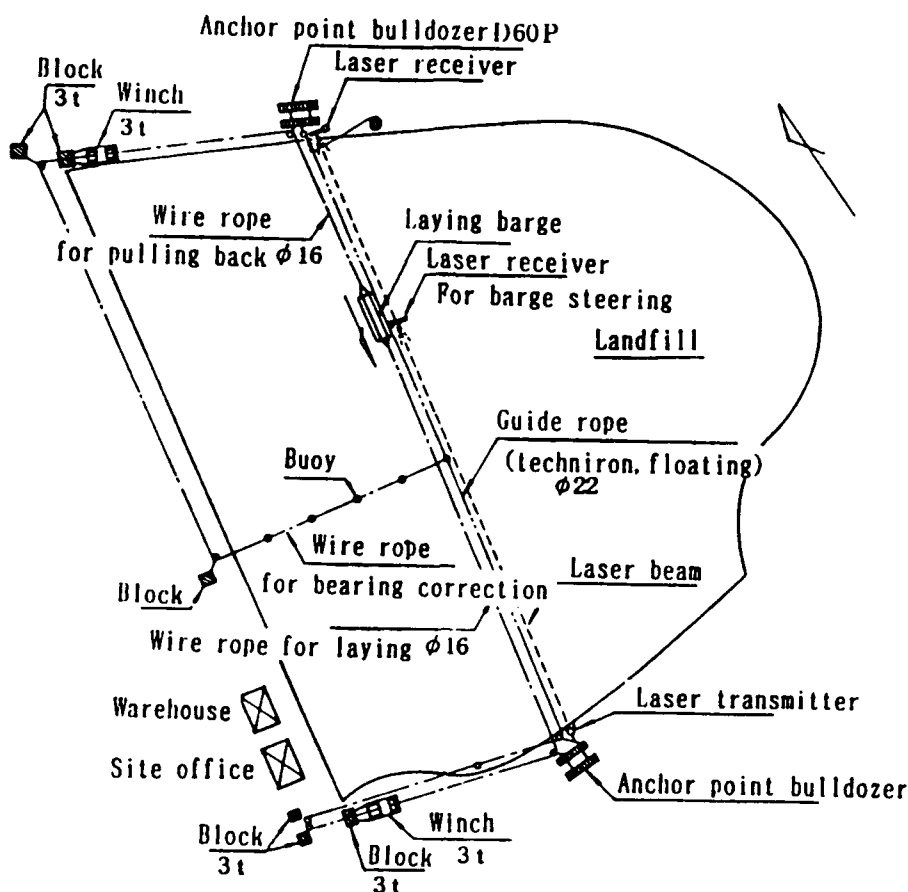 Anchor point bulldozer D60P
Laser receiver
Block
3t
Winch
3t
Wire rope
for pulling back φ16
Laying barge
Laser receiver
For barge steering
Landfill
Guide rope
(techniron, floating)
φ22
Buoy
Wire rope
for bearing correction
Laser beam
Block
Wire rope for laying φ16
Warehouse
Laser transmitter
Site office
Anchor point bulldozer
Block
3t
Winch
3t
Block
3t